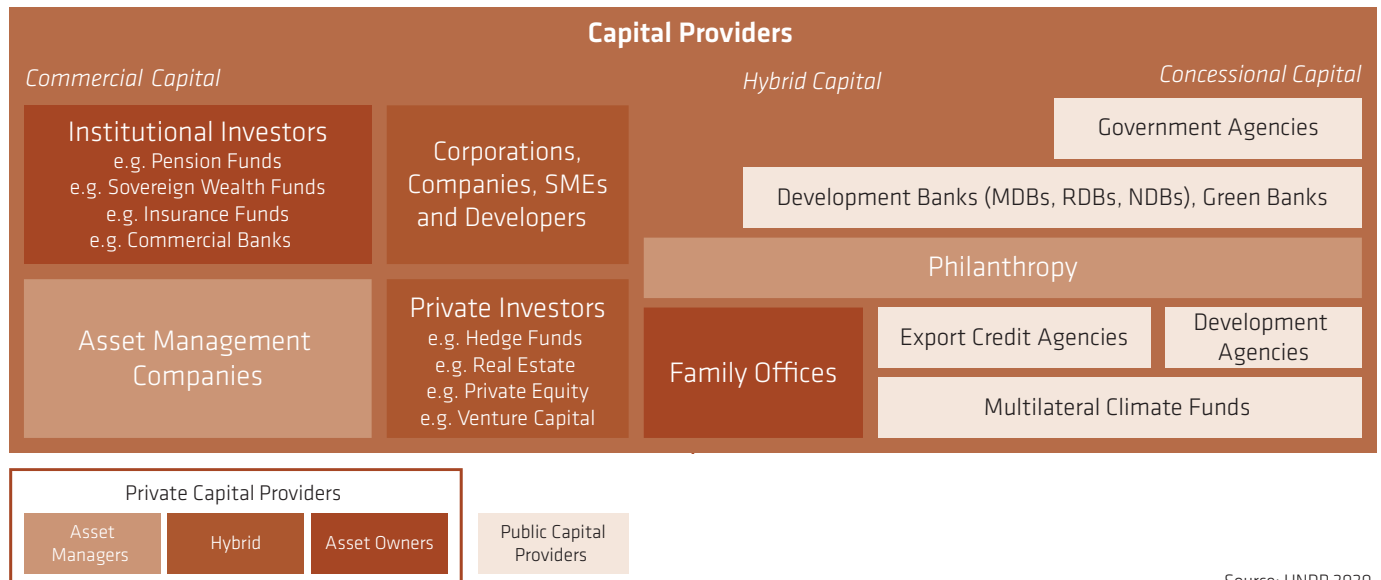 Capital Providers
Commercial Capital
Hybrid Capital
Concessional Capital
Institutional Investors
e.g. Pension Funds
e.g. Sovereign Wealth Funds
e.g. Insurance Funds
e.g. Commercial Banks
Corporations,
Companies, SMEs
and Developers
Government Agencies
Development Banks (MDBs, RDBs, NDBs), Green Banks
Philanthropy
Asset Management
Companies
Private Investors
e.g. Hedge Funds
e.g. Real Estate
e.g. Private Equity
e.g. Venture Capital
Family Offices
Export Credit Agencies
Development
Agencies
Multilateral Climate Funds
Private Capital Providers
Asset
Managers
Hybrid
Asset Owners
Public Capital
Providers
Source: